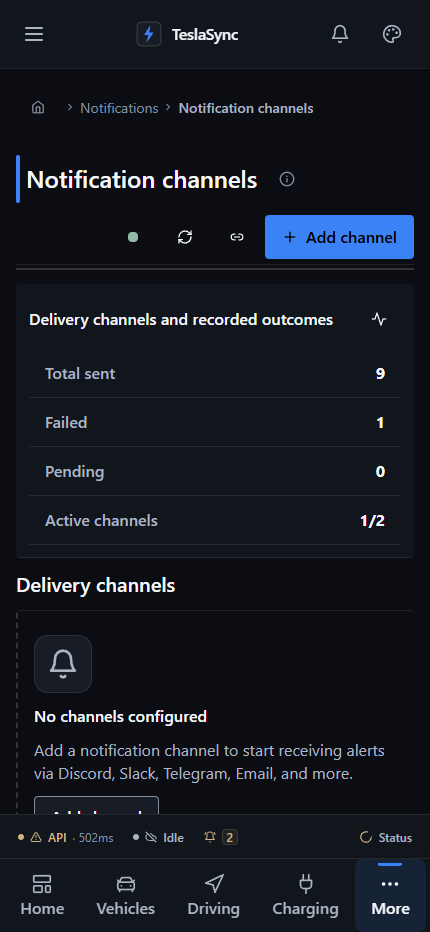 TeslaSync
Notifications Notification channels
Notification channels
Add channel
Delivery channels and recorded outcomes
Total sent 9
Failed 1
Pending 0
Active channels 1/2
Delivery channels
No channels configured
Add a notification channel to start receiving alerts
via Discord, Slack, Telegram, Email, and more.
API · 502ms Idle 2 Status
Home Vehicles Driving Charging More